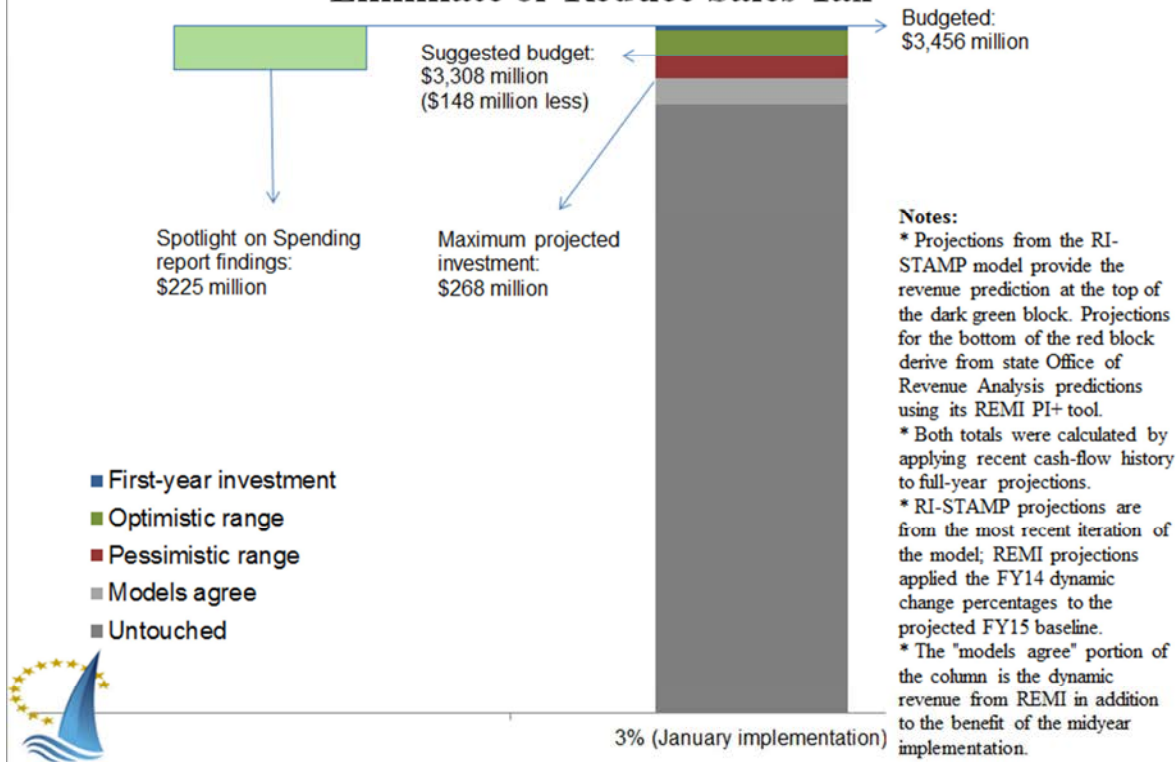 Budgeted:
$3,456 million
Suggested budget:
$3,308 million
($148 million less)
Spotlight on Spending
report findings:
$225 million
Maximum projected
investment:
$268 million
Notes:
* Projections from the RI-
STAMP model provide the
revenue prediction at the top of
the dark green block. Projections
for the bottom of the red block
derive from state Office of
Revenue Analysis predictions
using its REMI PI+ tool.
* Both totals were calculated by
applying recent cash-flow history
to full-year projections.
* RI-STAMP projections are
from the most recent iteration of
the model; REMI projections
applied the FY14 dynamic
change percentages to the
projected FY15 baseline.
* The "models agree" portion of
the column is the dynamic
revenue from REMI in addition
to the benefit of the midyear
implementation.
First-year investment
Optimistic range
Pessimistic range
Models agree
Untouched
3% (January implementation)